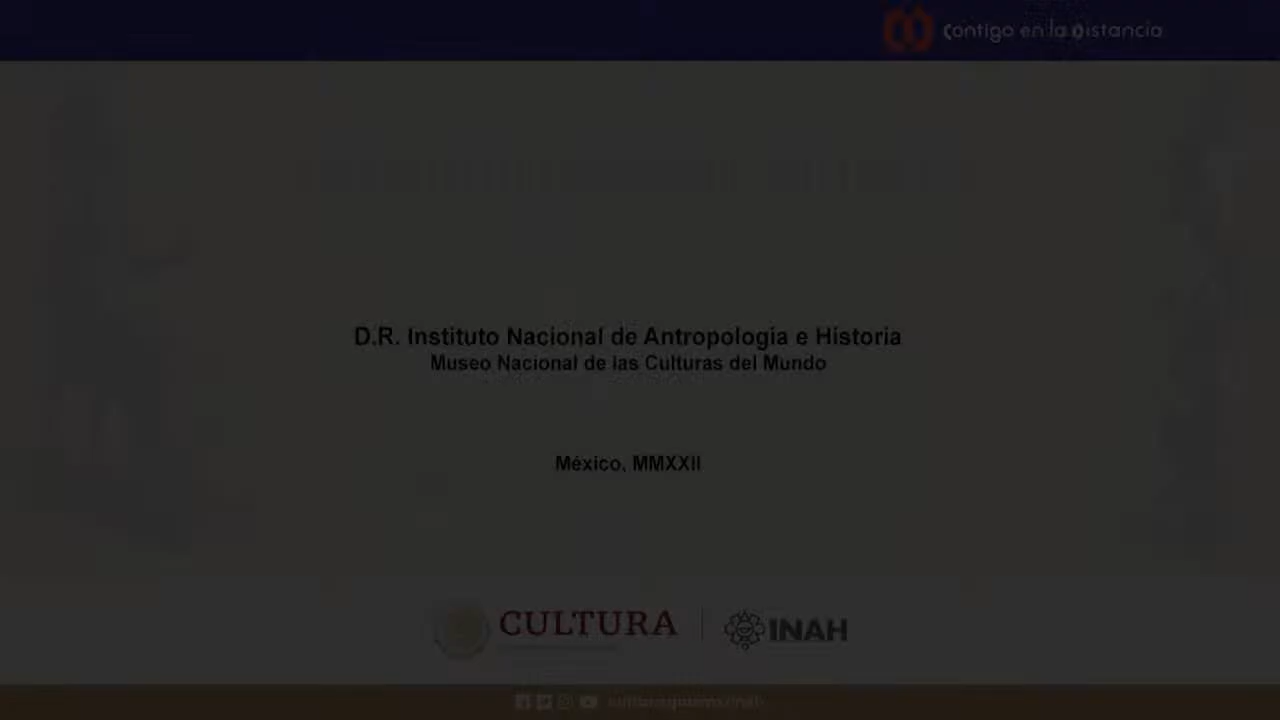 contigo en la distancia
D.R. Instituto Nacional de Antropología e Historia
Museo Nacional de las Culturas del Mundo
México, MMXXII
CULTURA
INAH